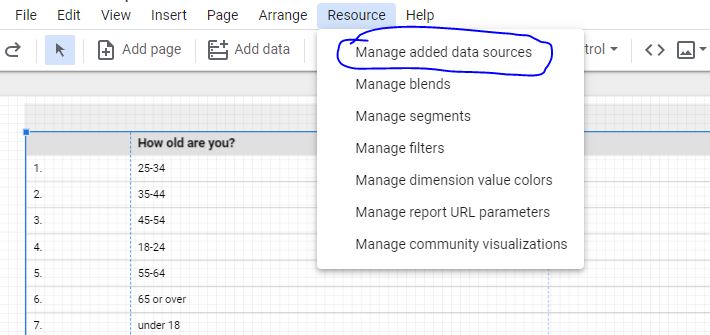 File Edit View Insert Page Arrange Resource Help
Add page Add data trol
Manage added data sources
Manage blends
Manage segments
Manage filters
Manage dimension value colors
Manage report URL parameters
Manage community visualizations
How old are you?
1. 25-34
2. 35-44
3. 45-54
4. 18-24
5. 55-64
6. 65 or over
7. under 18